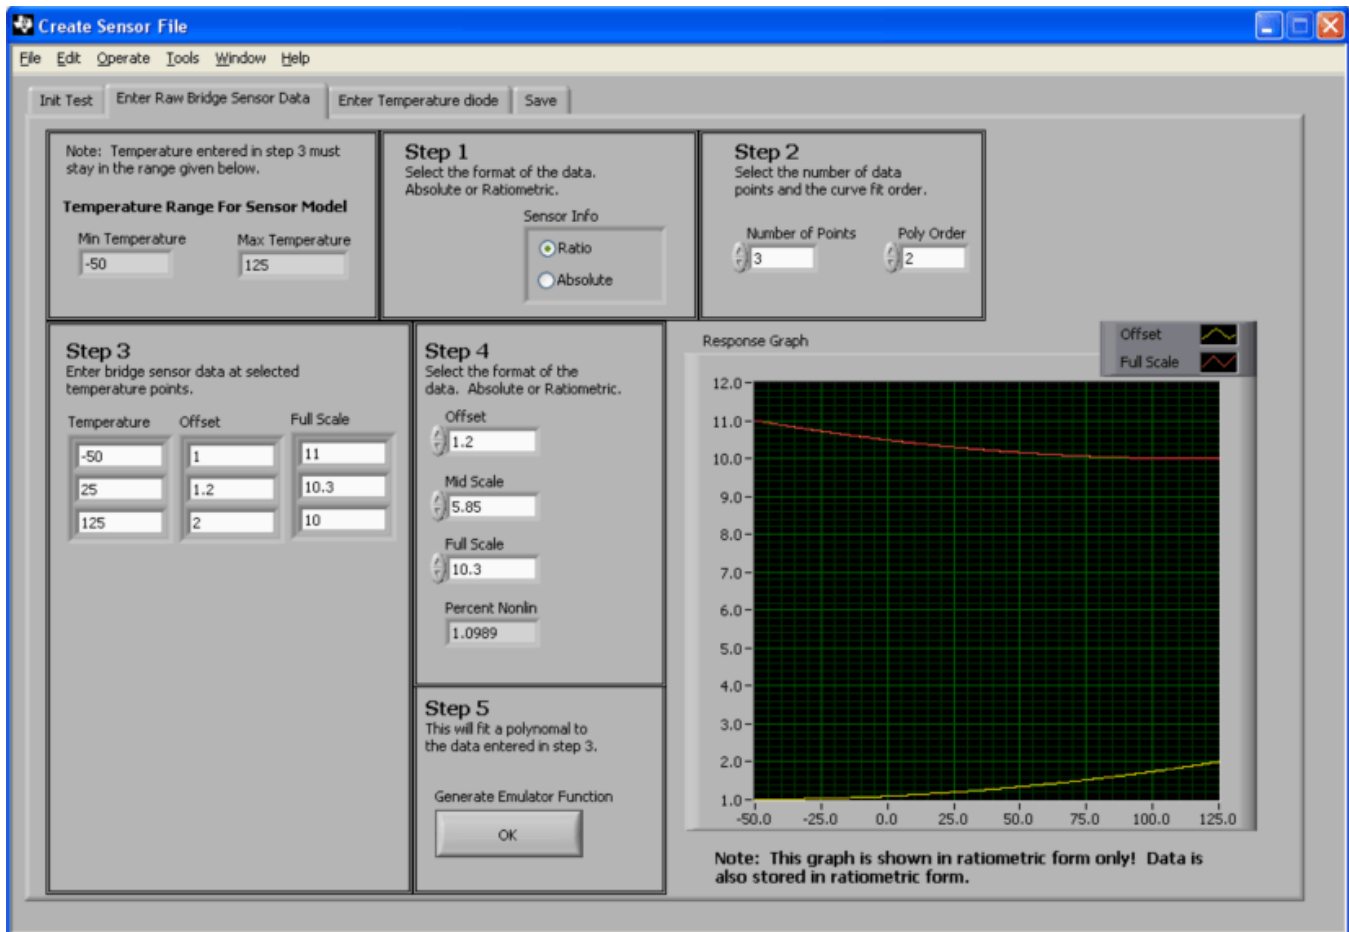 Create Sensor File
File Edit Operate Tools Window Help
Init Test
Enter Raw Bridge Sensor Data
Enter Temperature diode
Save
Note: Temperature entered in step 3 must
stay in the range given below.
Temperature Range For Sensor Model
Min Temperature
Max Temperature
-50
125
Step 1
Select the format of the data.
Absolute or Ratiometric.
Sensor Info
Ratio
Absolute
Step 2
Select the number of data
points and the curve fit order.
Number of Points
Poly Order
3
2
Step 3
Enter bridge sensor data at selected
temperature points.
Temperature Offset Full Scale
-50 1 11
25 1.2 10.3
125 2 10
Step 4
Select the format of the
data. Absolute or Ratiometric.
Offset
1.2
Mid Scale
5.85
Full Scale
10.3
Percent Nonlin
1.0989
Step 5
This will fit a polynomal to
the data entered in step 3.
Generate Emulator Function
OK
Response Graph
Offset
Full Scale
12.0
11.0
10.0
9.0
8.0
7.0
6.0
5.0
4.0
3.0
2.0
1.0
-50.0 -25.0 0.0 25.0 50.0 75.0 100.0 125.0
Note: This graph is shown in ratiometric form only! Data is
also stored in ratiometric form.